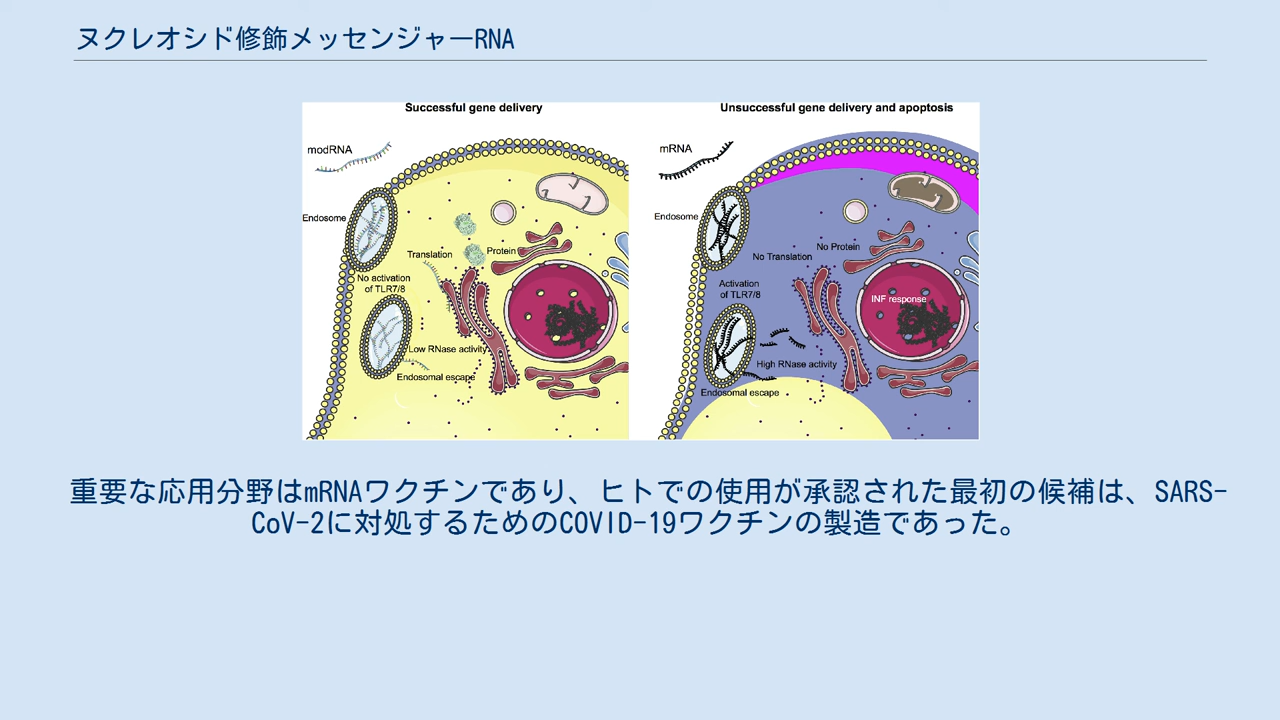 ヌクレオシド修飾メッセンジャーRNA
Successful gene delivery
modRNA
Endosome
Translation
Protein
No activation
of TLR7/8
Low RNase activity
Endosomal escape
Unsuccessful gene delivery and apoptosis
mRNA
Endosome
No Protein
No Translation
Activation
of TLR7/8
INF response
High RNase activity
Endosomal escape
重要な応用分野はmRNAワクチンであり、ヒトでの使用が承認された最初の候補は、SARS-
CoV-2に対処するためのCOVID-19ワクチンの製造であった。